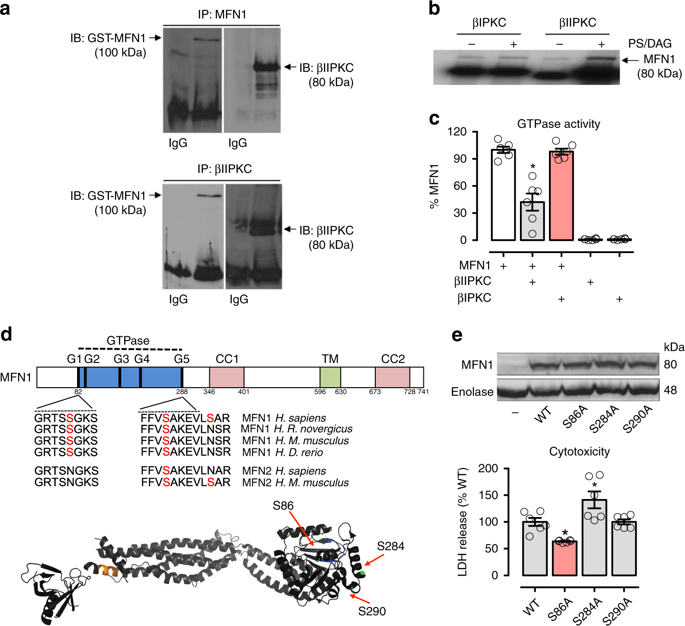 a
IP: MFN1
IB: GST-MFN1
(100 kDa)
IB: βIIPKC
(80 kDa)
IgG IgG
IP: βIIPKC
IB: GST-MFN1
(100 kDa)
IB: βIIPKC
(80 kDa)
IgG IgG
b
βIPKC βIIPKC
– + – + PS/DAG
MFN1
(80 kDa)
c
GTPase activity
% MFN1
120
90
60
30
0
*
MFN1 + + +
βIIPKC + +
βIPKC + +
d
GTPase
G1 G2 G3 G4 G5 CC1 TM CC2
MFN1
82 288 346 401 596 630 673 728 741
GRTSSGKS FFVSAKEVLSAR MFN1 H. sapiens
GRTSSGKS FFVSAKEVLNSR MFN1 H. R. novergicus
GRTSSGKS FFVSAKEVLNSR MFN1 H. M. musculus
GRTSSGKS FFVSAKEVLNSR MFN1 H. D. rerio
GRTSNGKS FFVSAKEVLNAR MFN2 H. sapiens
GRTSNGKS FFVSAKEVLSAR MFN2 H. M. musculus
S86
S284
S290
e
kDa
MFN1 80
Enolase 48
– WT S86A S284A S290A
Cytotoxicity
LDH release (% WT)
200
150
100
50
0
* *
WT S86A S284A S290A